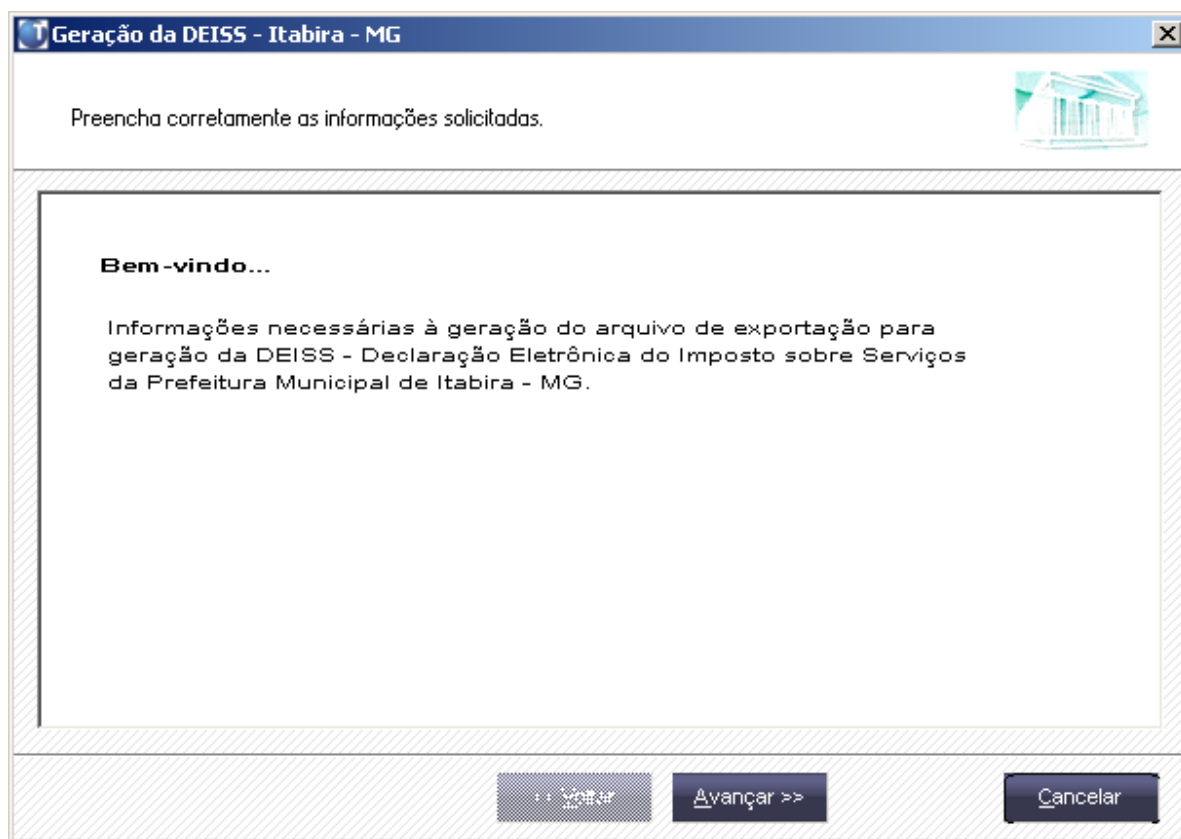 Geração da DEISS - Itabira - MG
Preencha corretamente as informações solicitadas.
Bem-vindo...
Informações necessárias à geração do arquivo de exportação para
geração da DEISS - Declaração Eletrônica do Imposto sobre Serviços
da Prefeitura Municipal de Itabira - MG.
<< Voltar Avançar >> Cancelar